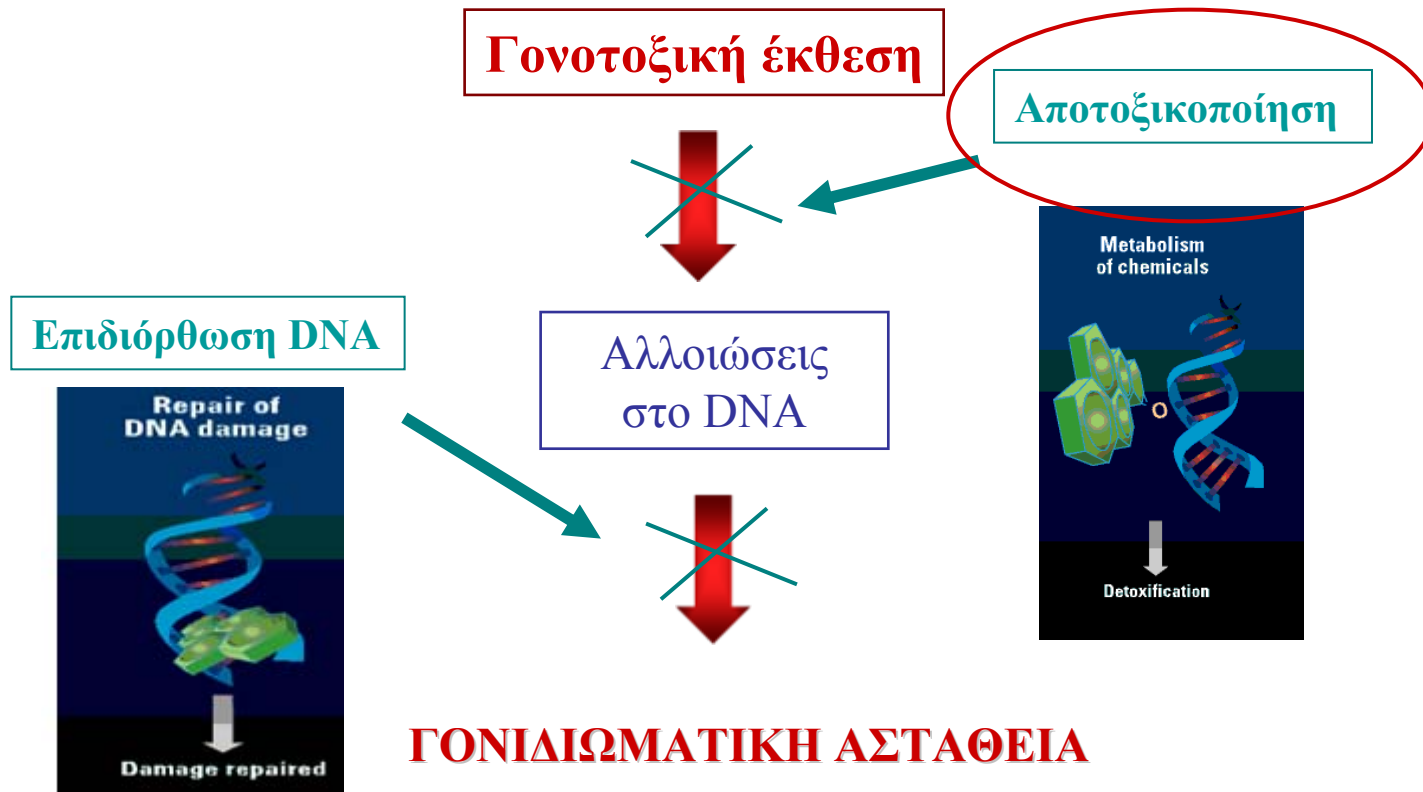 Γονοτοξική έκθεση
Αποτοξικοποίηση
Metabolism
of chemicals
Επιδιόρθωση DNA
Αλλοιώσεις
στο DNA
Repair of
DNA damage
Detoxification
Damage repaired
ΓΟΝΙΔΙΩΜΑΤΙΚΗ ΑΣΤΑΘΕΙΑ